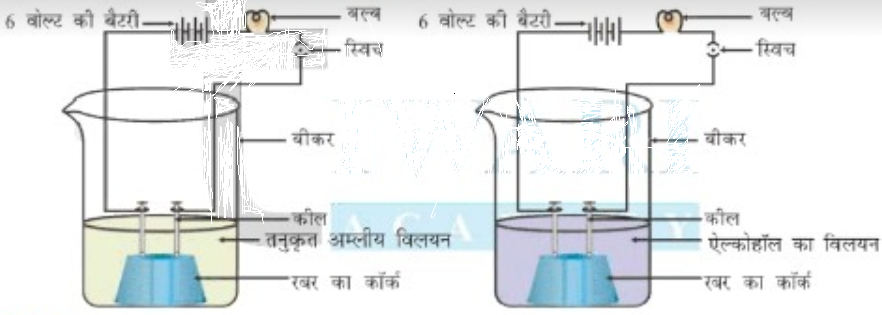 6 वोल्ट की बैटरी
बल्ब
स्विच
बीकर
कील
तनुकृत अम्लीय विलयन
रबर का कॉर्क
6 वोल्ट की बैटरी
बल्ब
स्विच
बीकर
कील
ऐल्कोहॉल का विलयन
रबर का कॉर्क